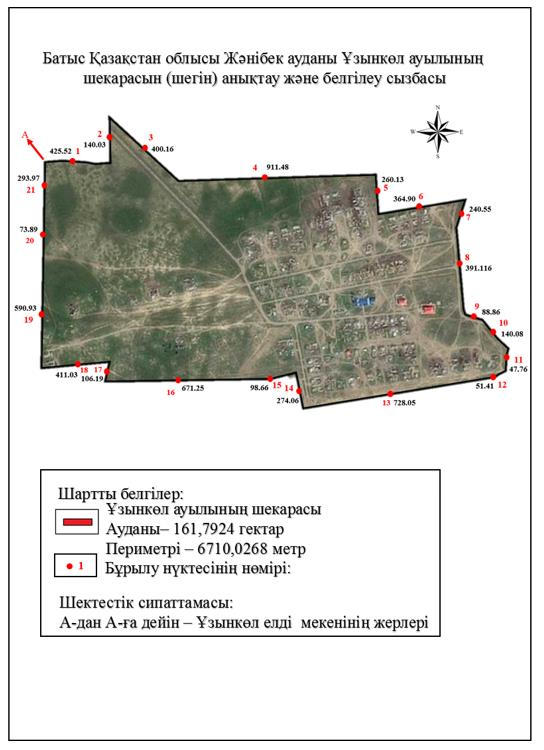 Батыс Қазақстан облысы Жәнібек ауданы Ұзынкөл ауылының
шекарасын (шегін) анықтау және белгілеу сызбасы
N
W E
S
A
425.52 1
140.03 2
3 400.16
4 911.48
260.13
5
364.90 6
240.55
7
8
391.116
9 88.86
10
140.08
11
47.76
51.41 12
13 728.05
14
274.06
15
98.66
16 671.25
17
106.19
18
411.03
590.93
19
73.89
20
293.97
21
Шартты белгілер:
Ұзынкөл ауылының шекарасы
Ауданы– 161,7924 гектар
Периметрі – 6710,0268 метр
1 Бұрылу нүктесінің нөмірі:
Шектестік сипаттамасы:
А-дан А-ға дейін – Ұзынкөл елді мекенінің жерлері